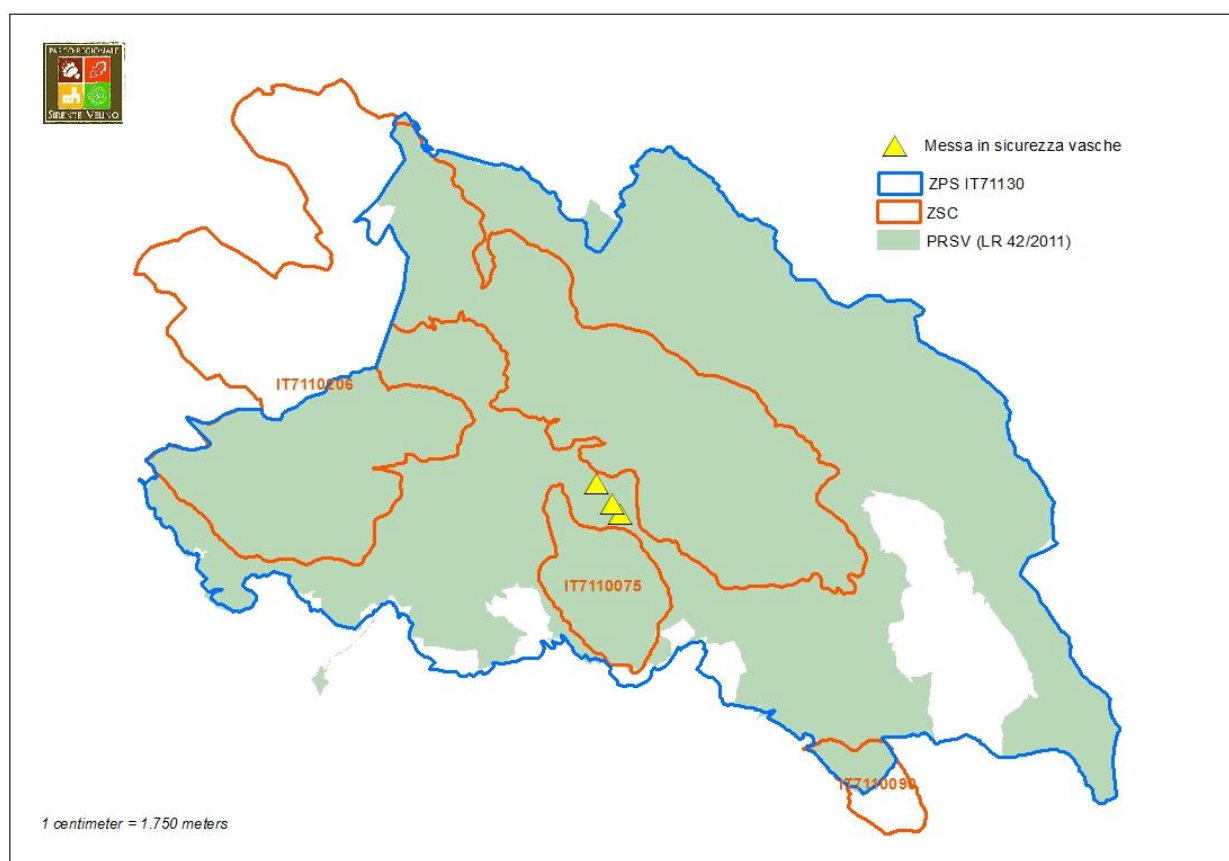 PARCO REGIONALE
SIRENTE VELINO
Messa in sicurezza vasche
ZPS IT71130
ZSC
PRSV (LR 42/2011)
IT7110206
IT7110075
IT7110090
1 centimeter = 1.750 meters